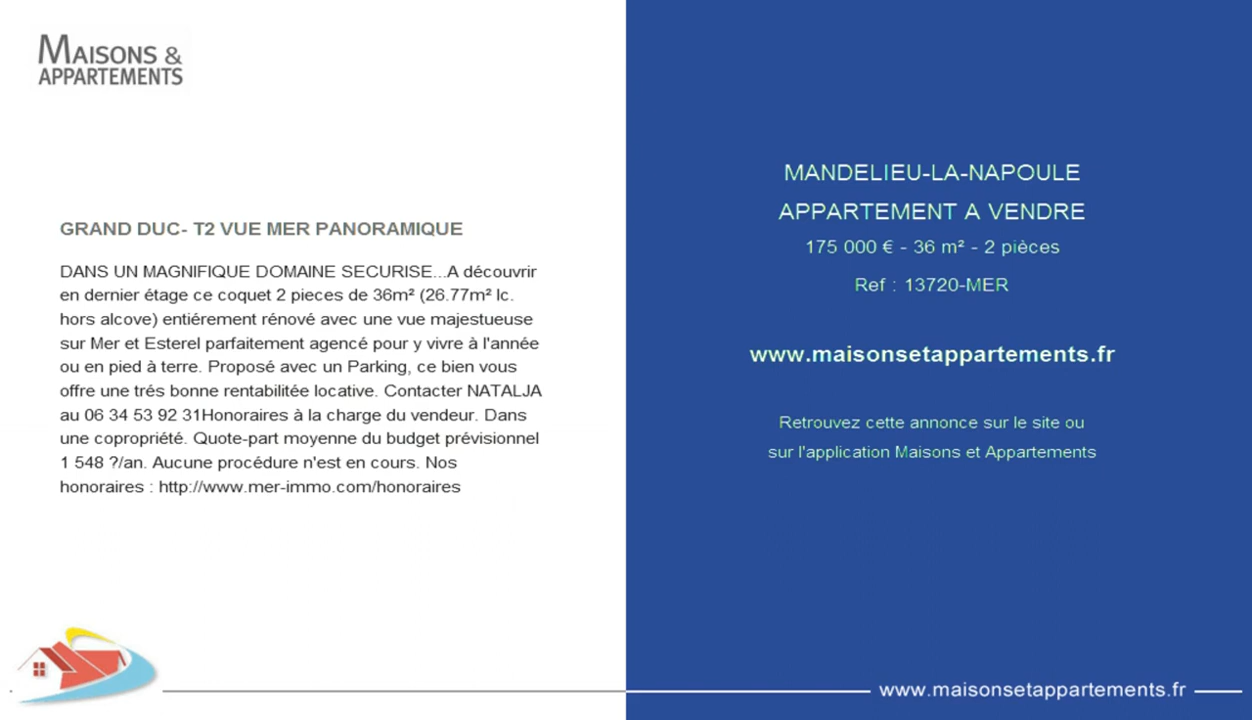 MAISONS &
APPARTEMENTS
GRAND DUC- T2 VUE MER PANORAMIQUE
DANS UN MAGNIFIQUE DOMAINE SECURISE...A découvrir
en dernier étage ce coquet 2 pieces de 36m² (26.77m² lc.
hors alcove) entiérement rénové avec une vue majestueuse
sur Mer et Esterel parfaitement agencé pour y vivre à l'année
ou en pied à terre. Proposé avec un Parking, ce bien vous
offre une trés bonne rentabilitée locative. Contacter NATALJA
au 06 34 53 92 31Honoraires à la charge du vendeur. Dans
une copropriété. Quote-part moyenne du budget prévisionnel
1 548 ?/an. Aucune procédure n'est en cours. Nos
honoraires : http://www.mer-immo.com/honoraires
MANDELIEU-LA-NAPOULE
APPARTEMENT A VENDRE
175 000 € - 36 m² - 2 pièces
Ref : 13720-MER
www.maisonsetappartements.fr
Retrouvez cette annonce sur le site ou
sur l'application Maisons et Appartements
www.maisonsetappartements.fr